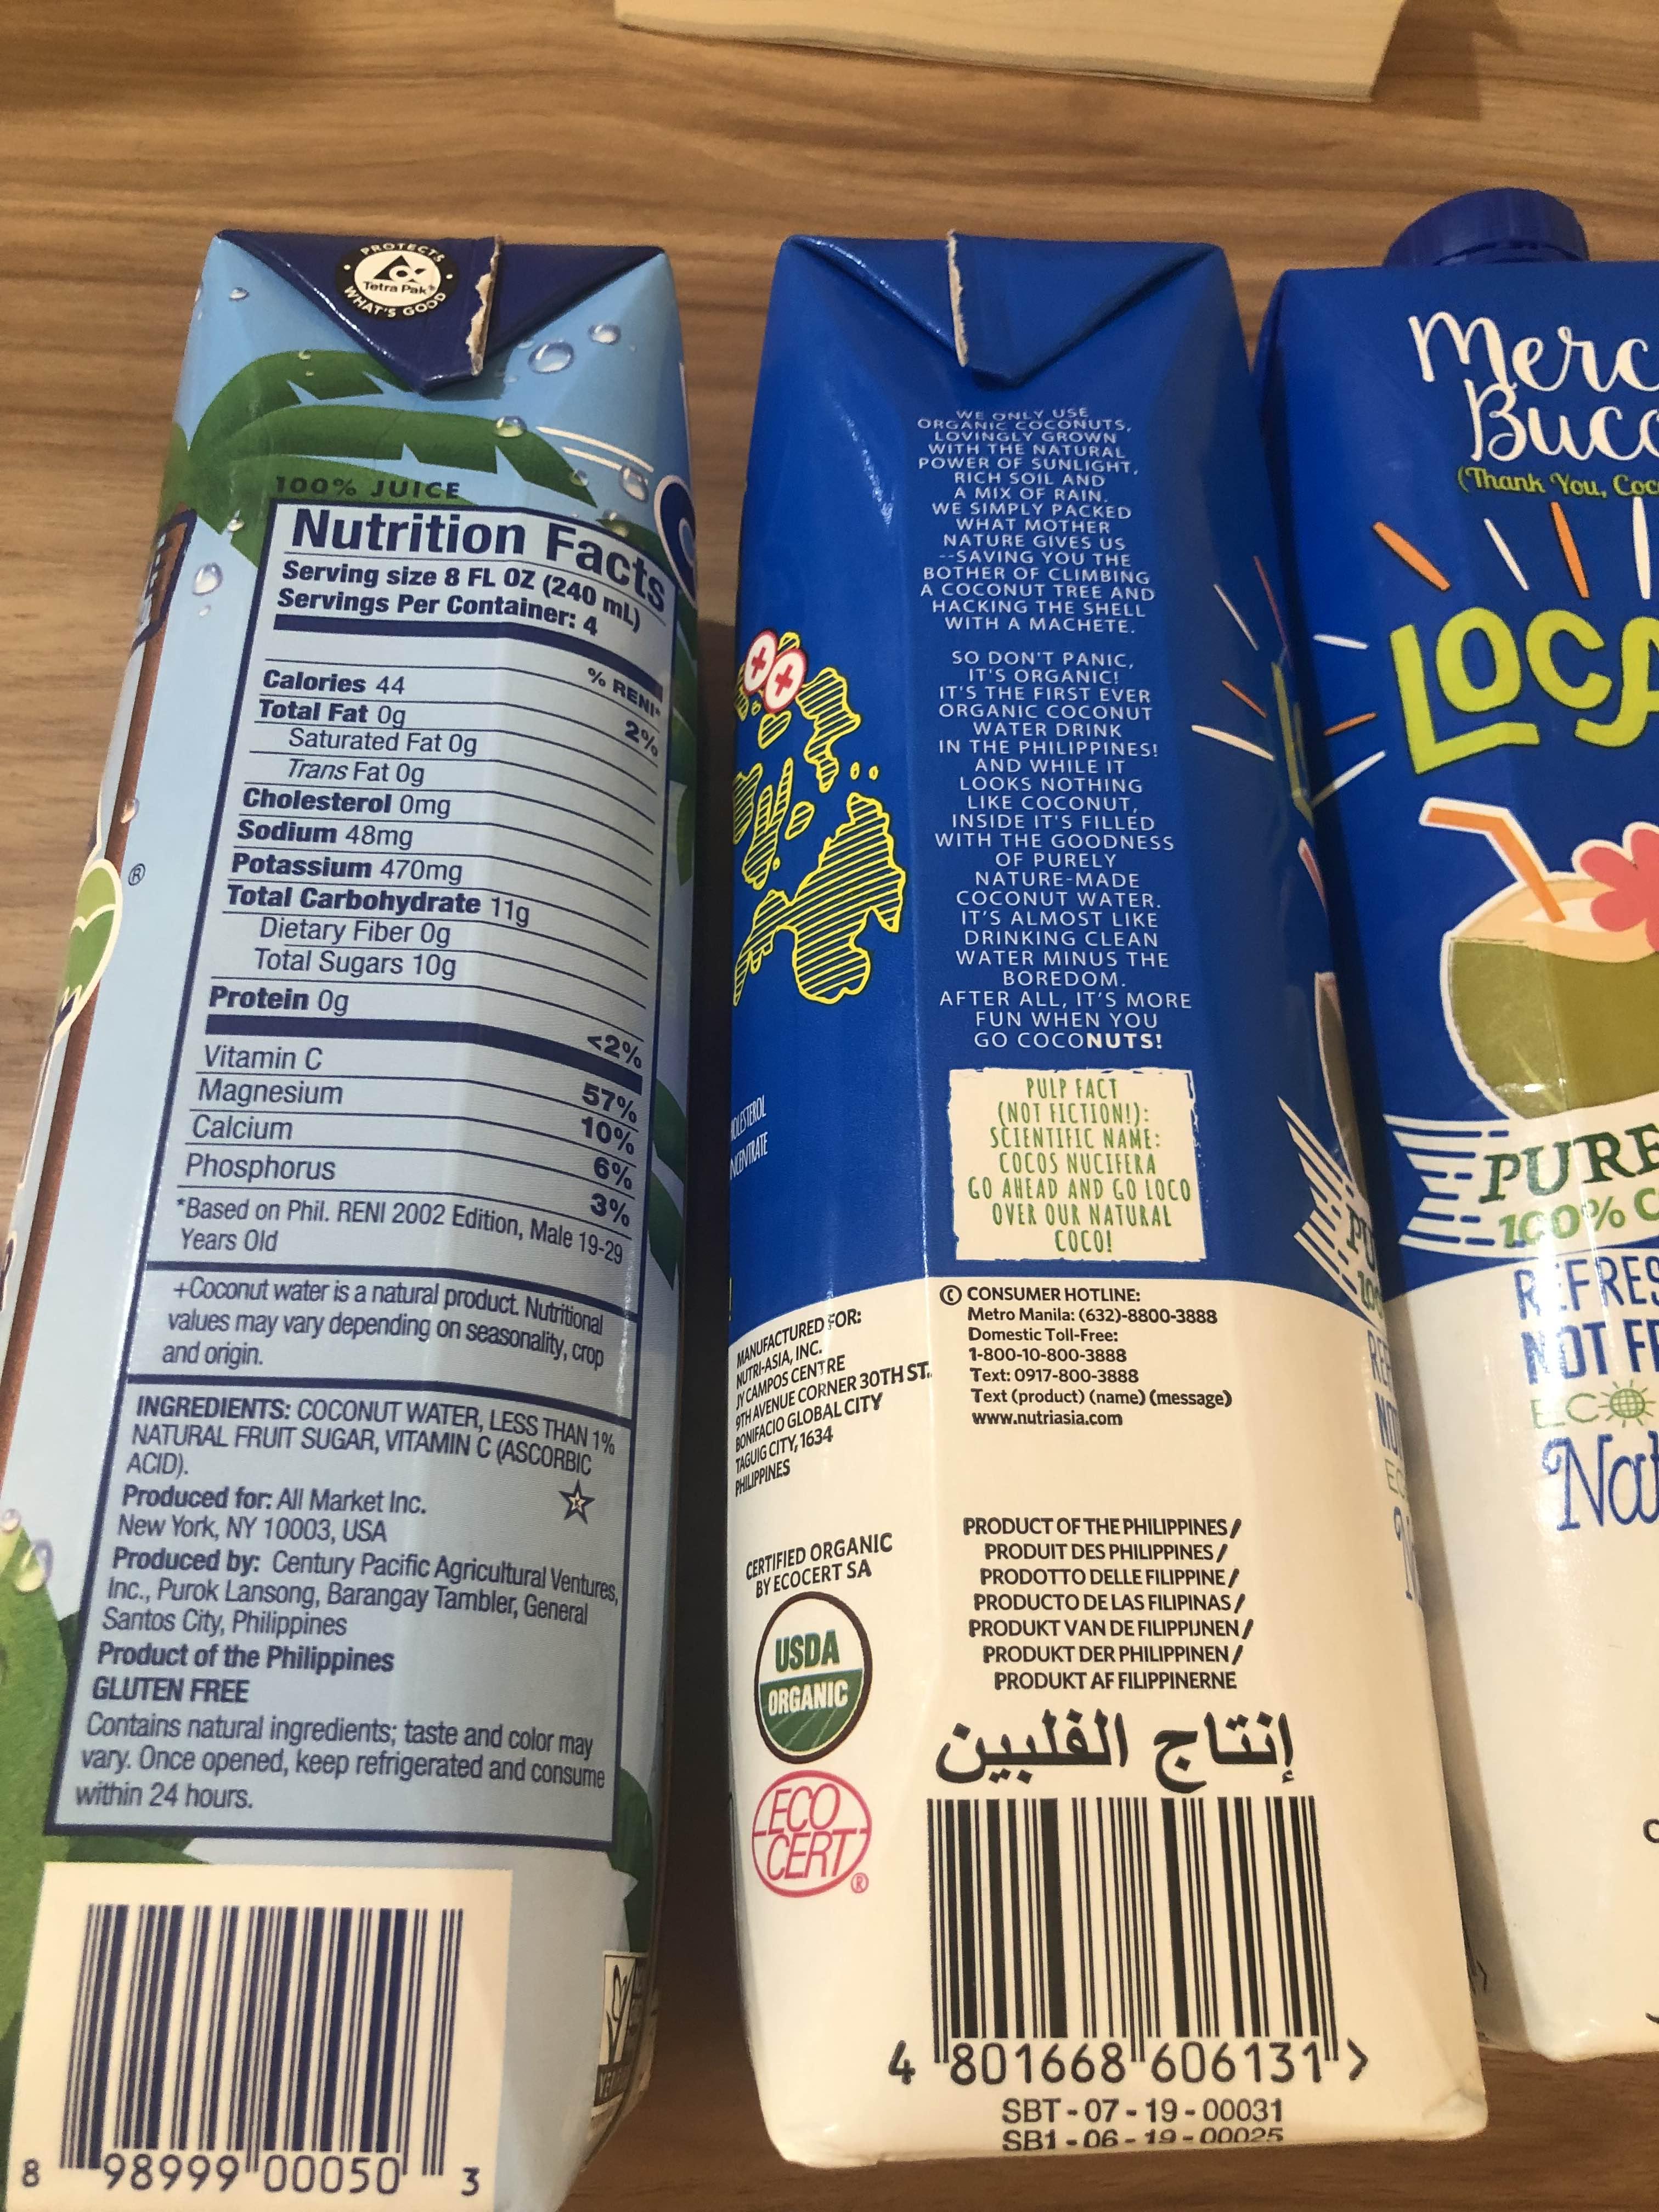 PROTECTS
Tetra Pak
WHAT'S GOOD
100% JUICE
Nutrition Facts
Serving size 8 FL OZ (240 mL)
Servings Per Container: 4
% RENI*
Calories 44 2%
Total Fat 0g
Saturated Fat 0g
Trans Fat 0g
Cholesterol 0mg
Sodium 48mg
Potassium 470mg
Total Carbohydrate 11g
Dietary Fiber 0g
Total Sugars 10g
Protein 0g <2%
Vitamin C 57%
Magnesium 10%
Calcium 6%
Phosphorus 3%
*Based on Phil. RENI 2002 Edition, Male 19-29
Years Old
+Coconut water is a natural product. Nutritional
values may vary depending on seasonality, crop
and origin.
INGREDIENTS: COCONUT WATER, LESS THAN 1%
NATURAL FRUIT SUGAR, VITAMIN C (ASCORBIC
ACID).
Produced for: All Market Inc.
New York, NY 10003, USA
Produced by: Century Pacific Agricultural Ventures,
Inc., Purok Lansong, Barangay Tambler, General
Santos City, Philippines
Product of the Philippines
GLUTEN FREE
Contains natural ingredients; taste and color may
vary. Once opened, keep refrigerated and consume
within 24 hours.
8 98999 00050 3
®
WE ONLY USE
ORGANIC COCONUTS,
LOVINGLY GROWN
WITH THE NATURAL
POWER OF SUNLIGHT,
RICH SOIL AND
A MIX OF RAIN.
WE SIMPLY PACKED
WHAT MOTHER
NATURE GIVES US
--SAVING YOU THE
BOTHER OF CLIMBING
A COCONUT TREE AND
HACKING THE SHELL
WITH A MACHETE.
SO DON'T PANIC,
IT'S ORGANIC!
IT'S THE FIRST EVER
ORGANIC COCONUT
WATER DRINK
IN THE PHILIPPINES!
AND WHILE IT
LOOKS NOTHING
LIKE COCONUT,
INSIDE IT'S FILLED
WITH THE GOODNESS
OF PURELY
NATURE-MADE
COCONUT WATER.
IT'S ALMOST LIKE
DRINKING CLEAN
WATER MINUS THE
BOREDOM.
AFTER ALL, IT'S MORE
FUN WHEN YOU
GO COCONUTS!
PULP FACT
(NOT FICTION!):
SCIENTIFIC NAME:
COCOS NUCIFERA
GO AHEAD AND GO LOCO
OVER OUR NATURAL
COCO!
MANUFACTURED FOR:
NUTRI-ASIA, INC.
JY CAMPOS CENTRE
9TH AVENUE CORNER 30TH ST.,
BONIFACIO GLOBAL CITY
TAGUIG CITY, 1634
PHILIPPINES
CONSUMER HOTLINE:
Metro Manila: (632)-8800-3888
Domestic Toll-Free:
1-800-10-800-3888
Text: 0917-800-3888
Text (product) (name) (message)
www.nutriasia.com
CERTIFIED ORGANIC
BY ECOCERT SA
USDA
ORGANIC
ECO
CERT
®
PRODUCT OF THE PHILIPPINES /
PRODUIT DES PHILIPPINES /
PRODOTTO DELLE FILIPPINE /
PRODUCTO DE LAS FILIPINAS /
PRODUKT VAN DE FILIPPIJNEN /
PRODUKT DER PHILIPPINEN /
PRODUKT AF FILIPPINERNE
إنتاج الفلبين
4 801668 606131 >
SBT - 07 - 19 - 00031
SB1 - 06 - 19 - 00025
Merc
Buco
(Thank You, Coc
LOCA
PURE
100% C
REFRES
NOT F
ECO
Na